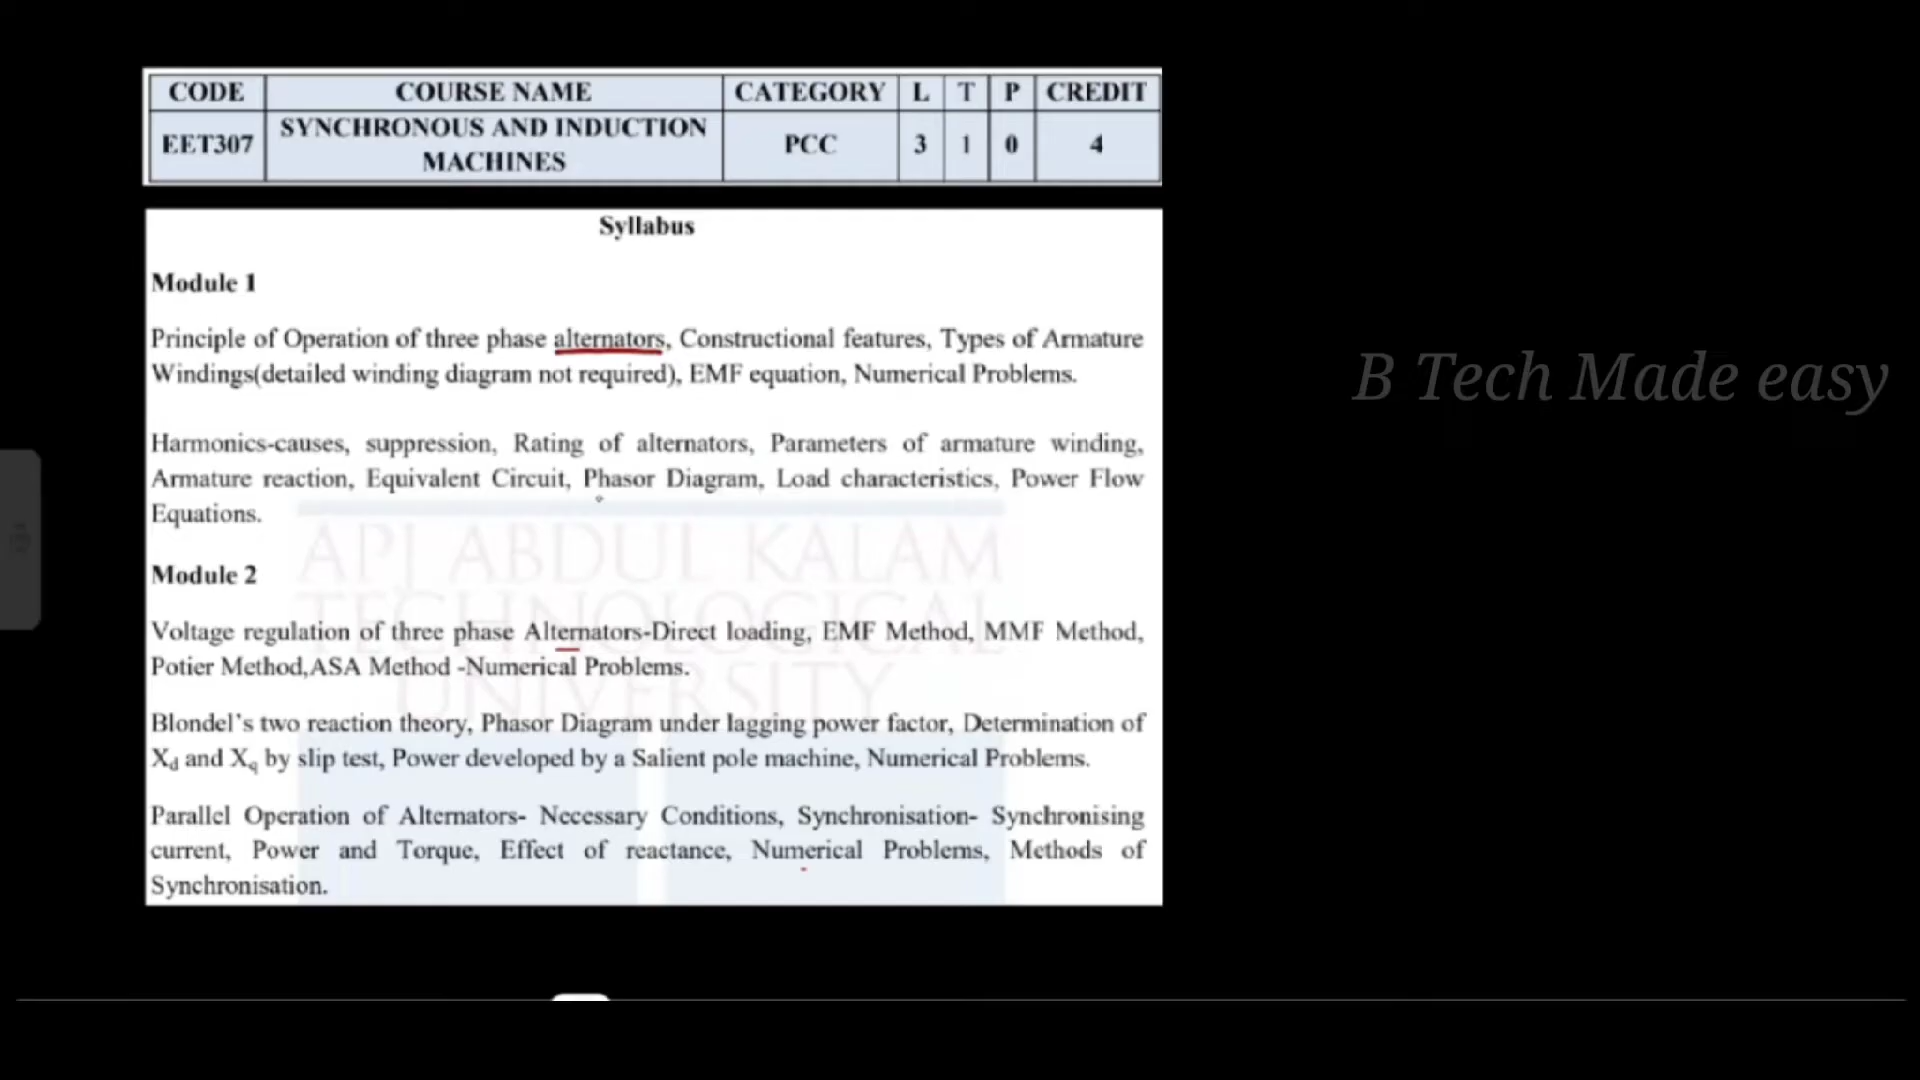 CODE COURSE NAME CATEGORY L T P CREDIT
EET307 SYNCHRONOUS AND INDUCTION MACHINES PCC 3 1 0 4
Syllabus
Module 1
Principle of Operation of three phase alternators, Constructional features, Types of Armature
Windings(detailed winding diagram not required), EMF equation, Numerical Problems.
B Tech Made easy
Harmonics-causes, suppression, Rating of alternators, Parameters of armature winding,
Armature reaction, Equivalent Circuit, Phasor Diagram, Load characteristics, Power Flow
Equations.
APJ ABDUL KALAM
TECHNOLOGICAL
UNIVERSITY
Module 2
Voltage regulation of three phase Alternators-Direct loading, EMF Method, MMF Method,
Potier Method,ASA Method -Numerical Problems.
Blondel's two reaction theory, Phasor Diagram under lagging power factor, Determination of
Xd and Xq by slip test, Power developed by a Salient pole machine, Numerical Problems.
Parallel Operation of Alternators- Necessary Conditions, Synchronisation- Synchronising
current, Power and Torque, Effect of reactance, Numerical Problems, Methods of
Synchronisation.